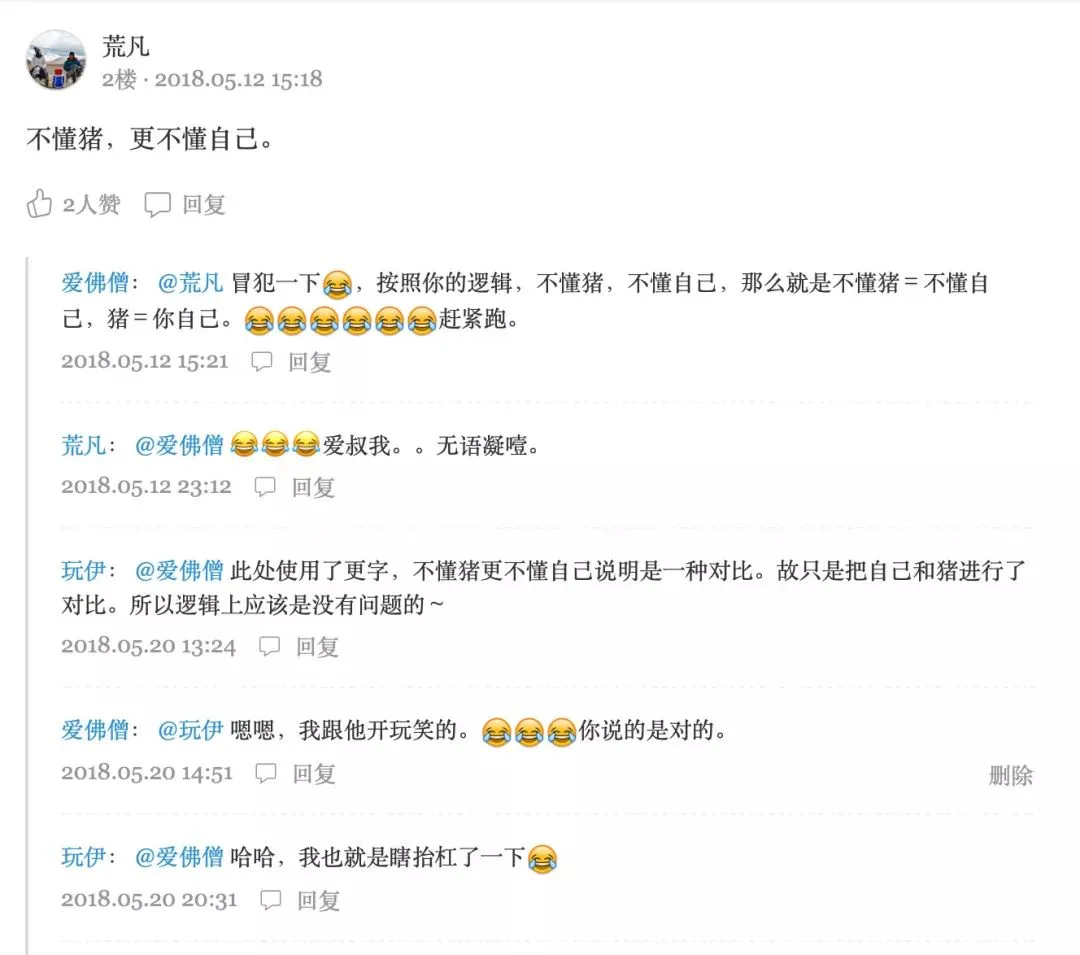 荒凡
2楼 · 2018.05.12 15:18
不懂猪，更不懂自己。
2人赞 回复
爱佛僧： @荒凡 冒犯一下😂，按照你的逻辑，不懂猪，不懂自己，那么就是不懂猪＝不懂自
己，猪＝你自己。😂😂😂😂😂😂赶紧跑。
2018.05.12 15:21 回复
荒凡： @爱佛僧 😂😂😂爱叔我。。无语凝噎。
2018.05.12 23:12 回复
玩伊： @爱佛僧 此处使用了更字，不懂猪更不懂自己说明是一种对比。故只是把自己和猪进行了
对比。所以逻辑上应该是没有问题的～
2018.05.20 13:24 回复
爱佛僧： @玩伊 嗯嗯，我跟他开玩笑的。😂😂😂你说的是对的。
2018.05.20 14:51 回复 删除
玩伊： @爱佛僧 哈哈，我也就是瞎抬杠了一下😂
2018.05.20 20:31 回复